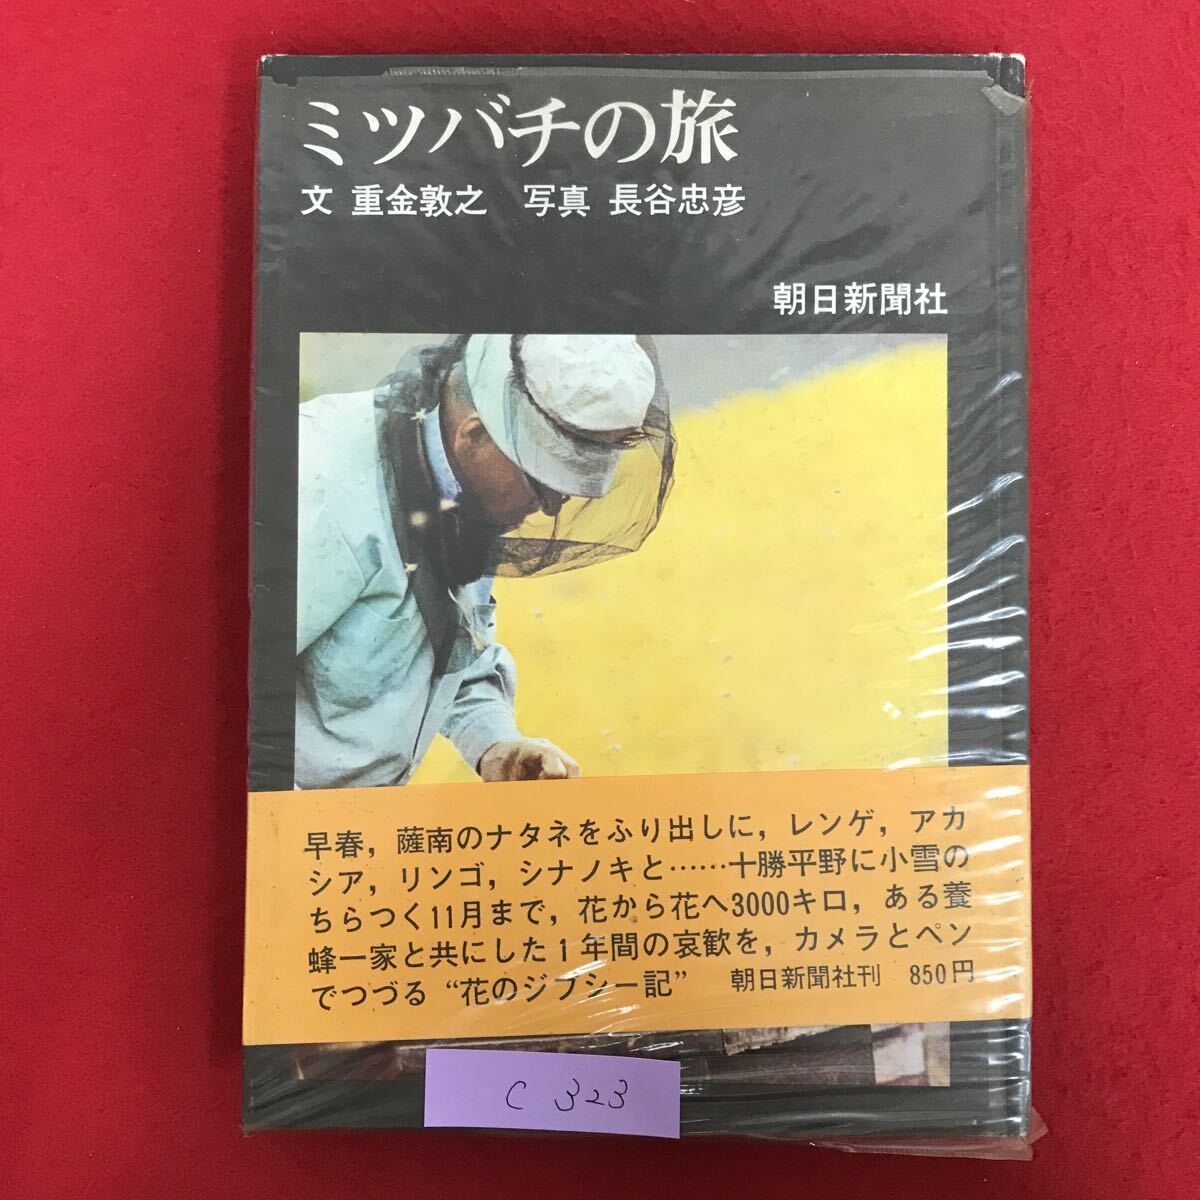 ミツバチの旅
文 重金敦之　写真 長谷忠彦
朝日新聞社
早春，薩南のナタネをふり出しに，レンゲ，アカ
シア，リンゴ，シナノキと……十勝平野に小雪の
ちらつく11月まで，花から花へ3000キロ，ある養
蜂一家と共にした１年間の哀歓を，カメラとペン
でつづる“花のジプシー記”　朝日新聞社刊　850円
C 323